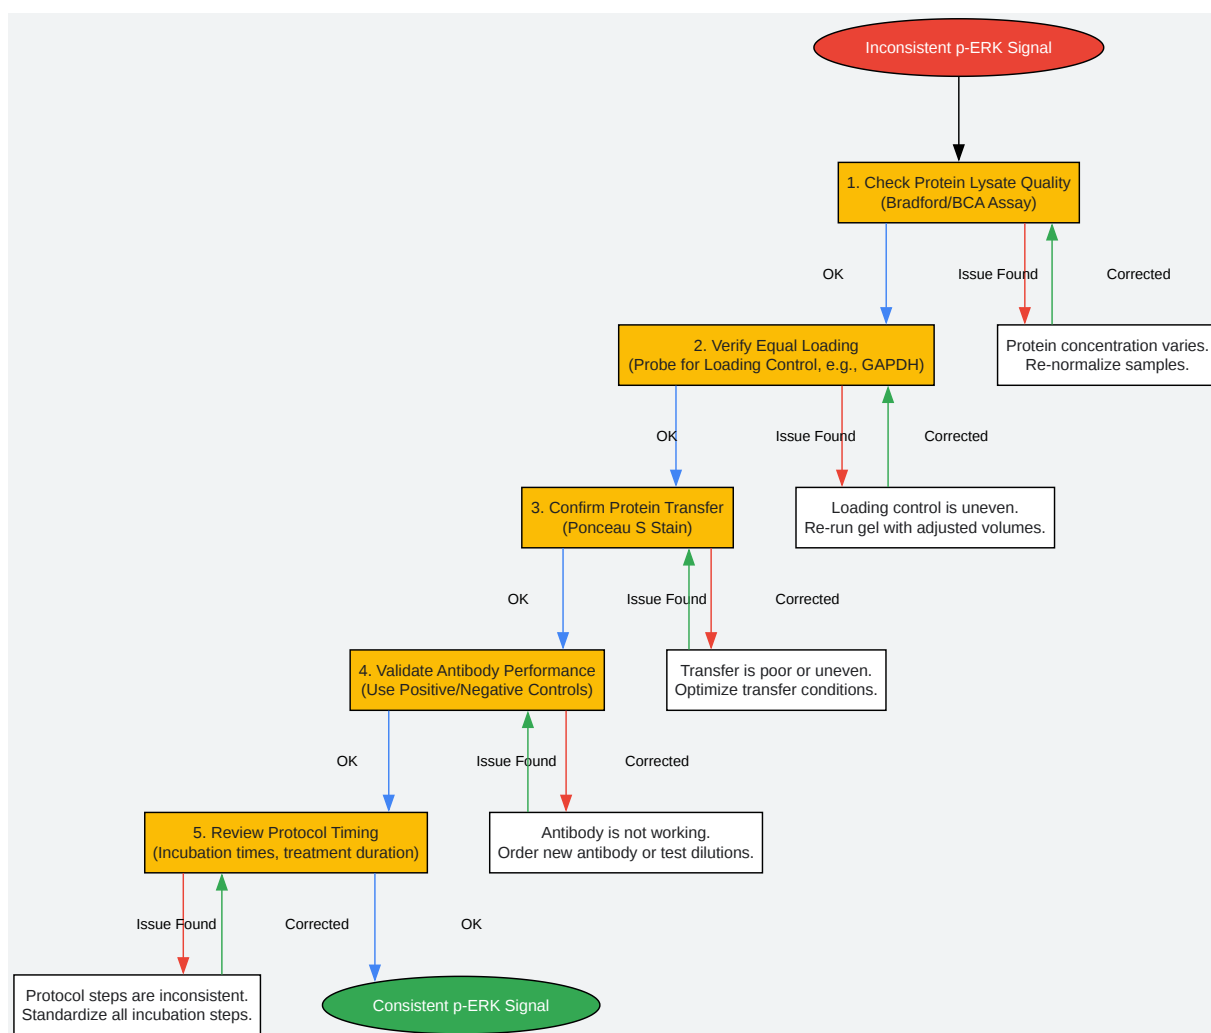 Inconsistent p-ERK Signal
1. Check Protein Lysate Quality
(Bradford/BCA Assay)
OK
Issue Found
Corrected
2. Verify Equal Loading
(Probe for Loading Control, e.g., GAPDH)
Protein concentration varies.
Re-normalize samples.
OK
Issue Found
Corrected
3. Confirm Protein Transfer
(Ponceau S Stain)
Loading control is uneven.
Re-run gel with adjusted volumes.
OK
Issue Found
Corrected
4. Validate Antibody Performance
(Use Positive/Negative Controls)
Transfer is poor or uneven.
Optimize transfer conditions.
OK
Issue Found
Corrected
5. Review Protocol Timing
(Incubation times, treatment duration)
Antibody is not working.
Order new antibody or test dilutions.
Issue Found
Corrected
OK
Protocol steps are inconsistent.
Standardize all incubation steps.
Consistent p-ERK Signal